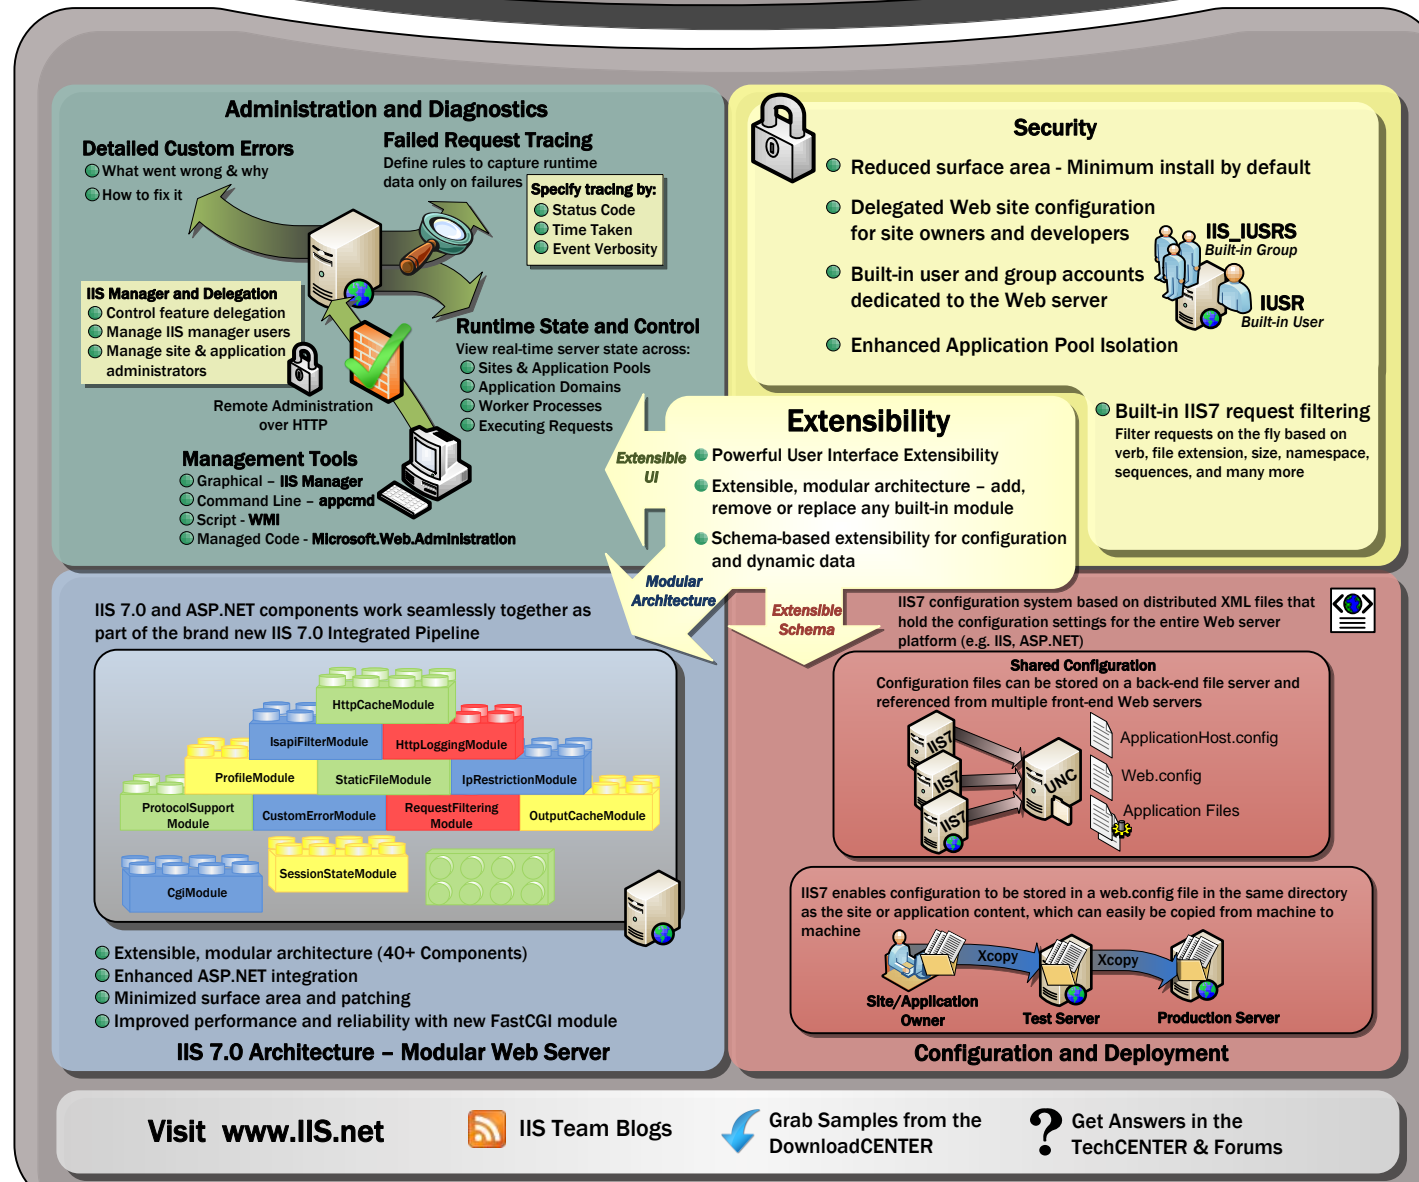 Administration and Diagnostics
Detailed Custom Errors
What went wrong & why
How to fix it
Failed Request Tracing
Define rules to capture runtime
data only on failures
Specify tracing by:
Status Code
Time Taken
Event Verbosity
IIS Manager and Delegation
Control feature delegation
Manage IIS manager users
Manage site & application
administrators
Remote Administration
over HTTP
Runtime State and Control
View real-time server state across:
Sites & Application Pools
Application Domains
Worker Processes
Executing Requests
Management Tools
Graphical – IIS Manager
Command Line – appcmd
Script - WMI
Managed Code - Microsoft.Web.Administration
Security
Reduced surface area - Minimum install by default
Delegated Web site configuration
for site owners and developers
Built-in user and group accounts
dedicated to the Web server
Enhanced Application Pool Isolation
IIS_IUSRS
Built-in Group
IUSR
Built-in User
Built-in IIS7 request filtering
Filter requests on the fly based on
verb, file extension, size, namespace,
sequences, and many more
Extensibility
Powerful User Interface Extensibility
Extensible, modular architecture – add,
remove or replace any built-in module
Schema-based extensibility for configuration
and dynamic data
Extensible
UI
Modular
Architecture
Extensible
Schema
IIS 7.0 and ASP.NET components work seamlessly together as
part of the brand new IIS 7.0 Integrated Pipeline
HttpCacheModule
IsapiFilterModule
HttpLoggingModule
ProfileModule
StaticFileModule
IpRestrictionModule
ProtocolSupport
Module
CustomErrorModule
RequestFiltering
Module
OutputCacheModule
SessionStateModule
CgiModule
Extensible, modular architecture (40+ Components)
Enhanced ASP.NET integration
Minimized surface area and patching
Improved performance and reliability with new FastCGI module
IIS 7.0 Architecture – Modular Web Server
IIS7 configuration system based on distributed XML files that
hold the configuration settings for the entire Web server
platform (e.g. IIS, ASP.NET)
Shared Configuration
Configuration files can be stored on a back-end file server and
referenced from multiple front-end Web servers
IIS7
IIS7
IIS7
UNC
ApplicationHost.config
Web.config
Application Files
IIS7 enables configuration to be stored in a web.config file in the same directory
as the site or application content, which can easily be copied from machine to
machine
Xcopy
Xcopy
Site/Application
Owner
Test Server
Production Server
Configuration and Deployment
Visit www.IIS.net
IIS Team Blogs
Grab Samples from the
DownloadCENTER
?
Get Answers in the
TechCENTER & Forums